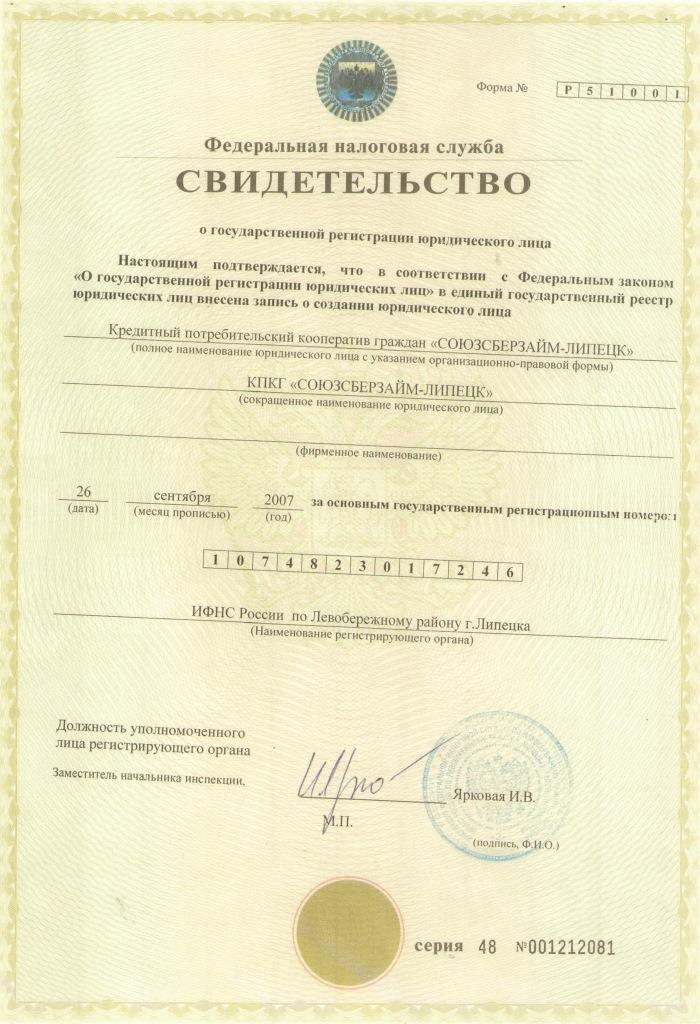 Форма № Р 5 1 0 0 1
Федеральная налоговая служба
СВИДЕТЕЛЬСТВО
о государственной регистрации юридического лица
Настоящим подтверждается, что в соответствии с Федеральным законом
«О государственной регистрации юридических лиц» в единый государственный реестр
юридических лиц внесена запись о создании юридического лица
Кредитный потребительский кооператив граждан «СОЮЗСБЕРЗАЙМ-ЛИПЕЦК»
(полное наименование юридического лица с указанием организационно-правовой формы)
КПКГ «СОЮЗСБЕРЗАЙМ-ЛИПЕЦК»
(сокращенное наименование юридического лица)
(фирменное наименование)
26 сентября 2007 за основным государственным регистрационным номером
(дата) (месяц прописью) (год)
1 0 7 4 8 2 3 0 1 7 2 4 6
ИФНС России по Левобережному району г.Липецка
(Наименование регистрирующего органа)
Должность уполномоченного
лица регистрирующего органа
Заместитель начальника инспекции,
Ярковая И.В.
М.П.
(подпись, Ф.И.О.)
серия 48 №001212081